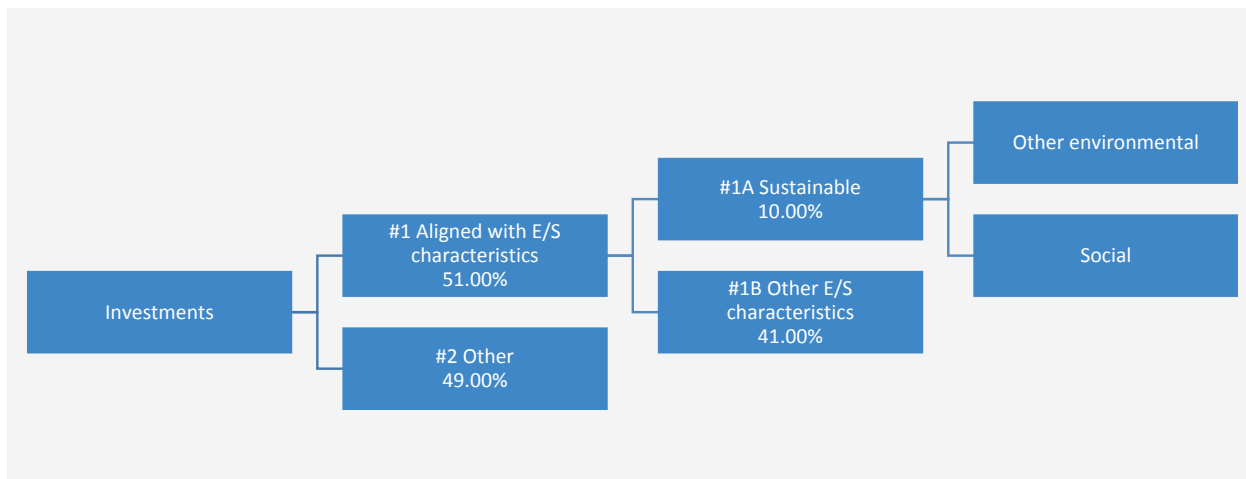 Investments
#1 Aligned with E/S
characteristics
51.00%
#2 Other
49.00%
#1A Sustainable
10.00%
#1B Other E/S
characteristics
41.00%
Other environmental
Social